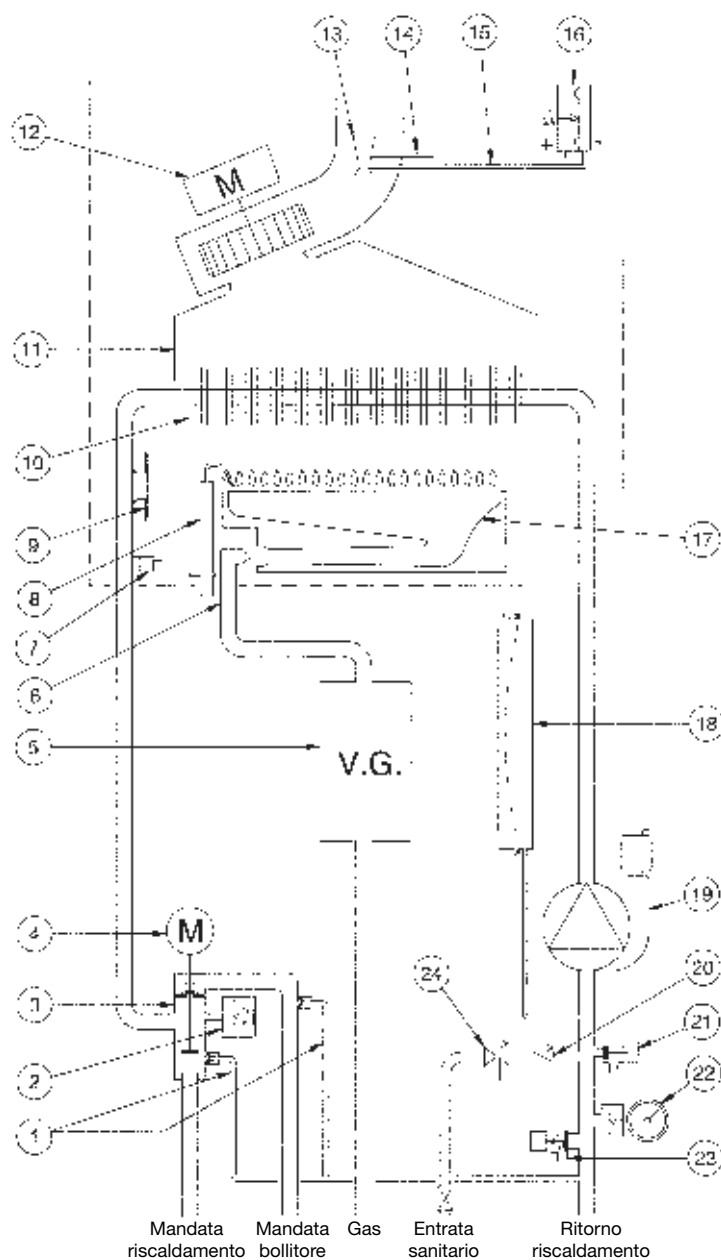 13 14 15 16
12
M
+ -
11
10
9
8
17
7
6
5
V.G.
18
4
M
19
3
24
20
21
2
22
1
23
Mandata riscaldamento
Mandata bollitore
Gas
Entrata sanitario
Ritorno riscaldamento